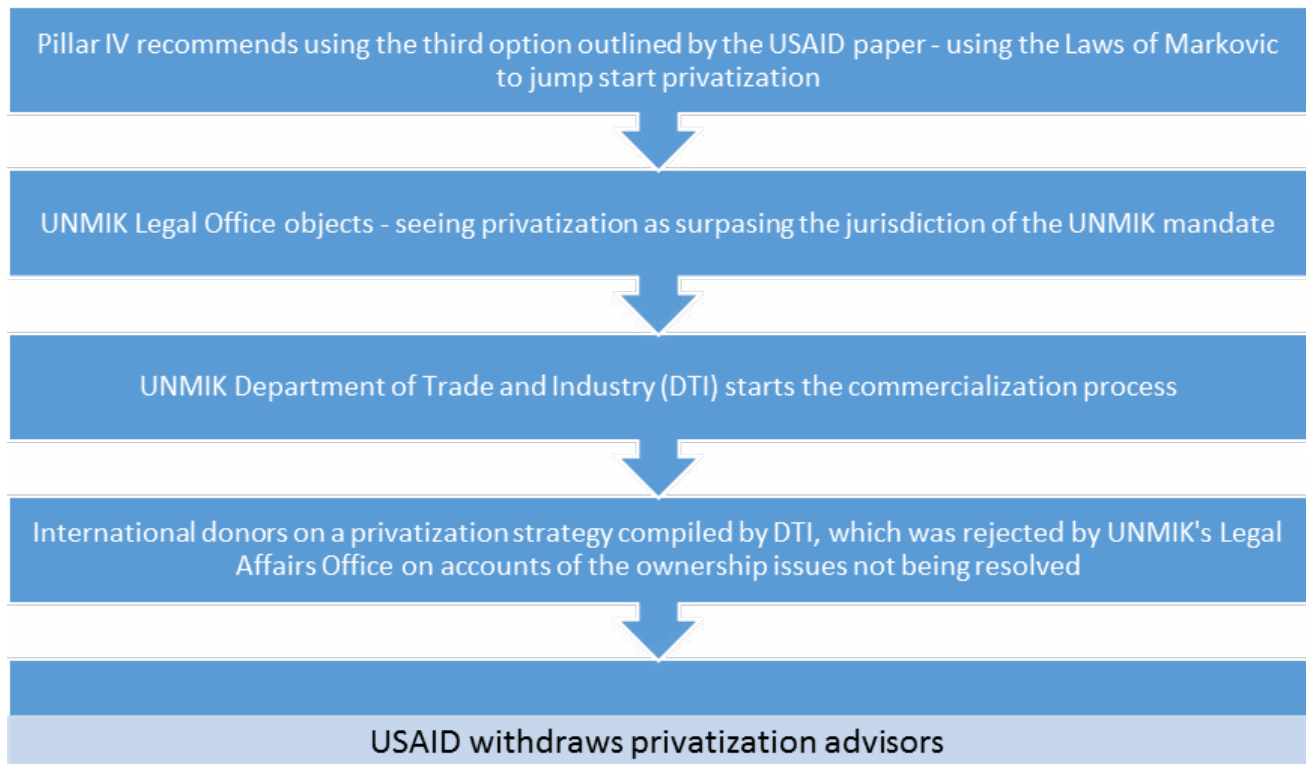 Pillar IV recommends using the third option outlined by the USAID paper - using the Laws of Markovic
to jump start privatization
UNMIK Legal Office objects - seeing privatization as surpasing the jurisdiction of the UNMIK mandate
UNMIK Department of Trade and Industry (DTI) starts the commercialization process
International donors on a privatization strategy compiled by DTI, which was rejected by UNMIK's Legal
Affairs Office on accounts of the ownership issues not being resolved
USAID withdraws privatization advisors